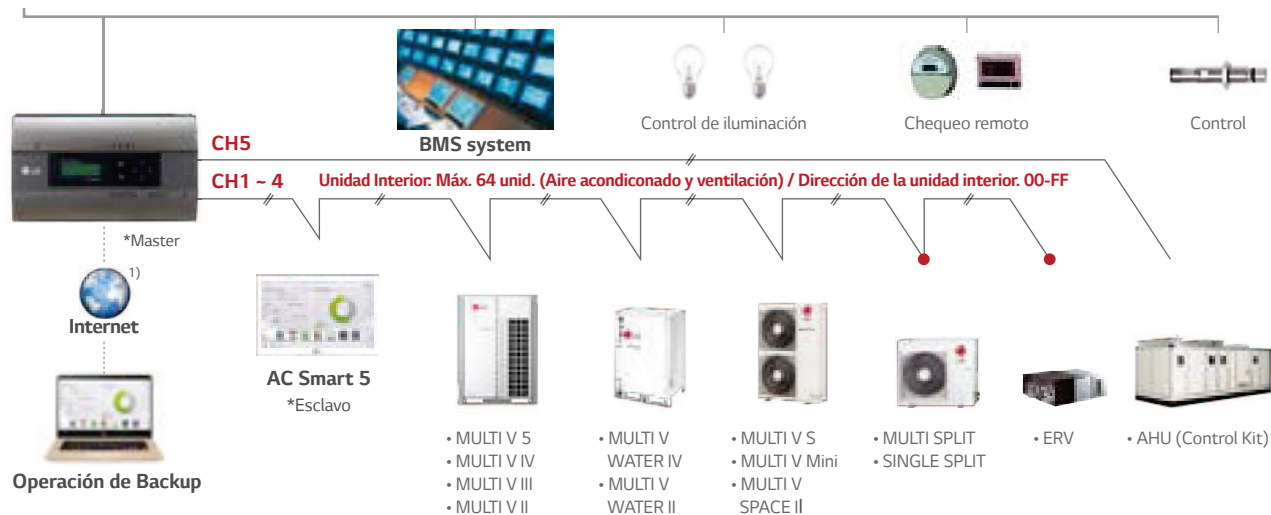 Control de iluminación
Chequeo remoto
Control
BMS system
CH5
CH1 ~ 4
Unidad Interior: Máx. 64 unid. (Aire acondiconado y ventilación) / Dirección de la unidad interior. 00-FF
*Master
1)
Internet
Operación de Backup
AC Smart 5
*Esclavo
• MULTI V 5
• MULTI V IV
• MULTI V III
• MULTI V II
• MULTI V
WATER IV
• MULTI V
WATER II
• MULTI V S
• MULTI V Mini
• MULTI V
SPACE II
• MULTI SPLIT
• SINGLE SPLIT
• ERV
• AHU (Control Kit)